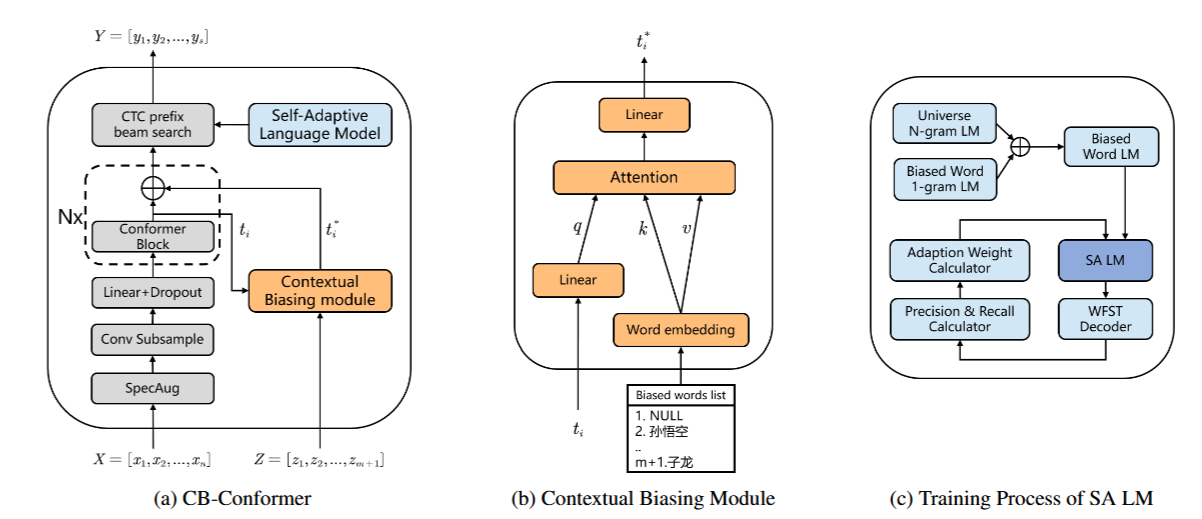 Y = [y₁, y₂, ..., yₛ]
CTC prefix
beam search
Self-Adaptive
Language Model
Nx
Conformer
Block
tᵢ
tᵢ*
Linear+Dropout
Contextual
Biasing module
Conv Subsample
SpecAug
X = [x₁, x₂, ..., xₙ]
Z = [z₁, z₂, ..., zₘ₊₁]
(a) CB-Conformer
tᵢ*
Linear
Attention
q
k
v
Linear
Word embedding
Biased words list
1. NULL
2. 孙悟空
..
m+1.子龙
tᵢ
(b) Contextual Biasing Module
Universe
N-gram LM
Biased Word
1-gram LM
Biased
Word LM
Adaption Weight
Calculator
SA LM
Precision & Recall
Calculator
WFST
Decoder
(c) Training Process of SA LM